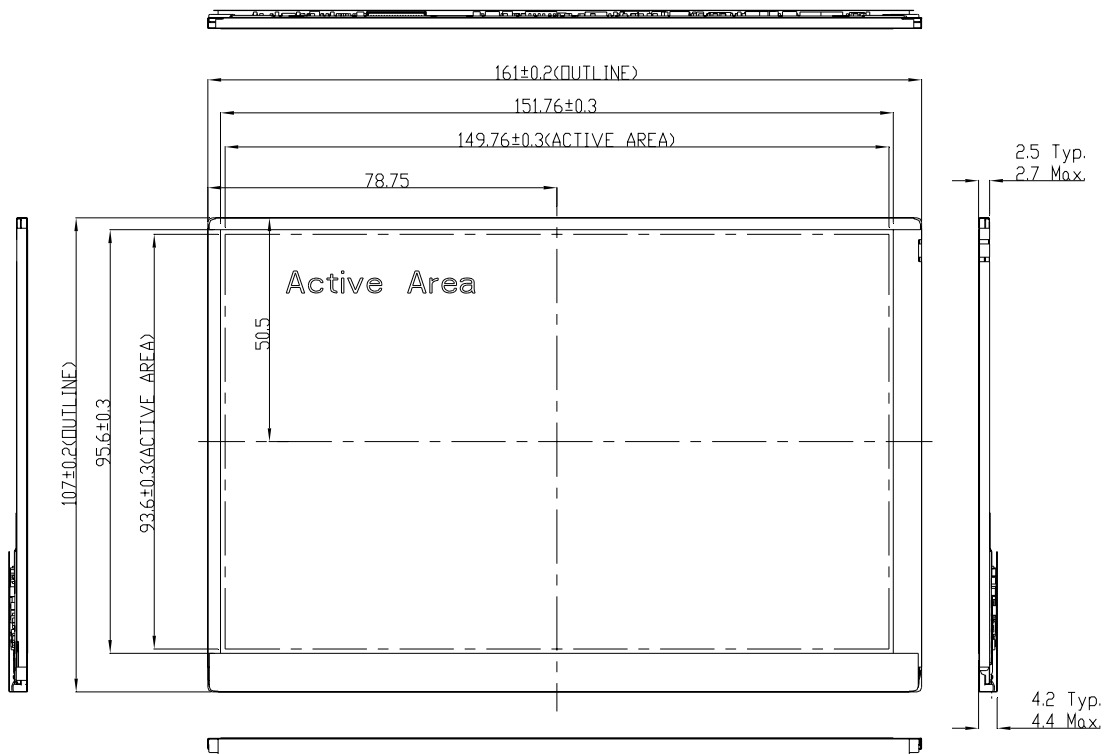 161±0.2(OUTLINE)
151.76±0.3
149.76±0.3(ACTIVE AREA)
2.5 Typ.
2.7 Max.
78.75
Active Area
50.5
107±0.2(OUTLINE)
95.6±0.3
93.6±0.3(ACTIVE AREA)
4.2 Typ.
4.4 Max.